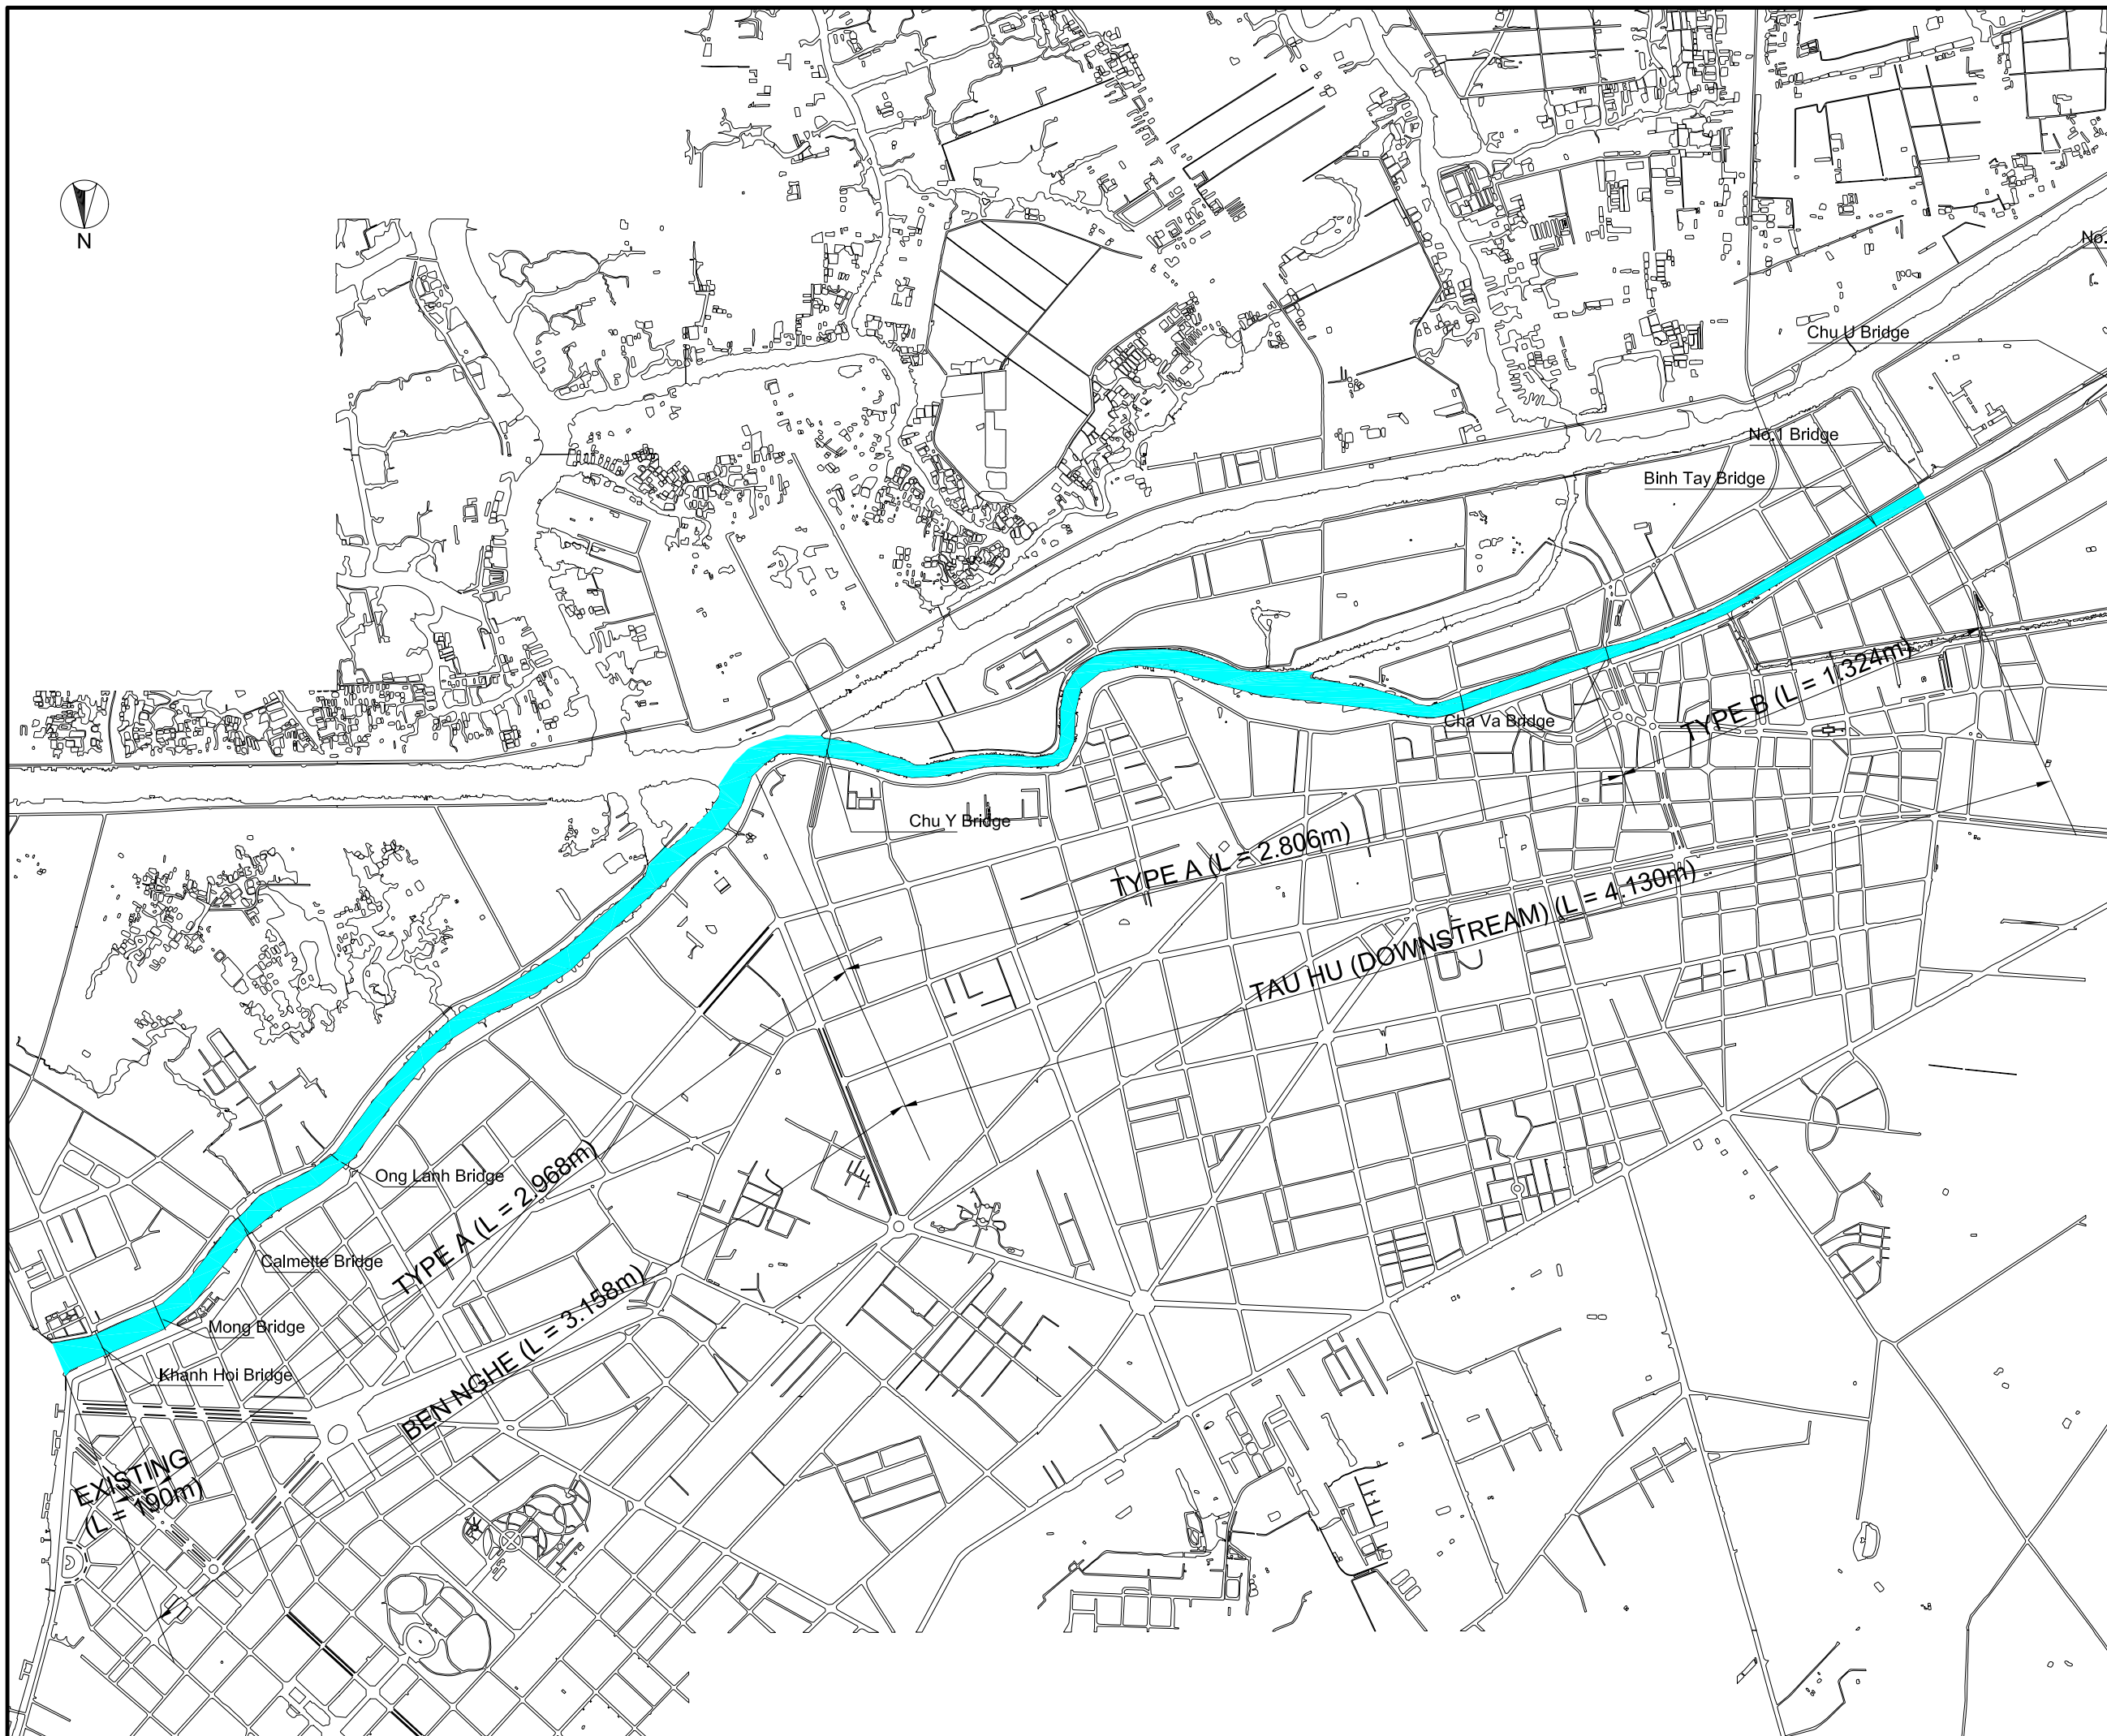 N
No.
Chu U Bridge
No.1 Bridge
Binh Tay Bridge
Cha Va Bridge
TYPE B (L = 1.324m)
Chu Y Bridge
TYPE A (L = 2.806m)
TAU HU (DOWNSTREAM) (L = 4.130m)
Ong Lanh Bridge
TYPE A (L = 2.968m)
Calmette Bridge
BEN NGHE (L = 3.158m)
Mong Bridge
Khanh Hoi Bridge
EXISTING
(L = 190m)